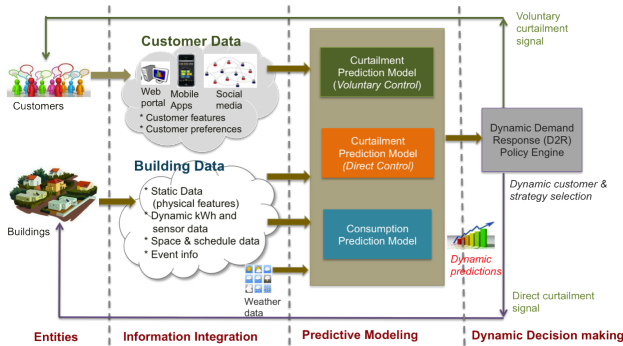 Voluntary
curtailment
signal
Customer Data
Customers
Web
portal
Mobile
Apps
Social
media
* Customer features
* Customer preferences
Curtailment
Prediction Model
(Voluntary Control)
Building Data
* Static Data
(physical features)
* Dynamic kWh and
sensor data
* Space & schedule data
* Event info
Buildings
Curtailment
Prediction Model
(Direct Control)
Consumption
Prediction Model
Dynamic Demand
Response (D2R)
Policy Engine
Dynamic customer &
strategy selection
Dynamic
predictions
Weather
data
Direct curtailment
signal
Entities
Information Integration
Predictive Modeling
Dynamic Decision making